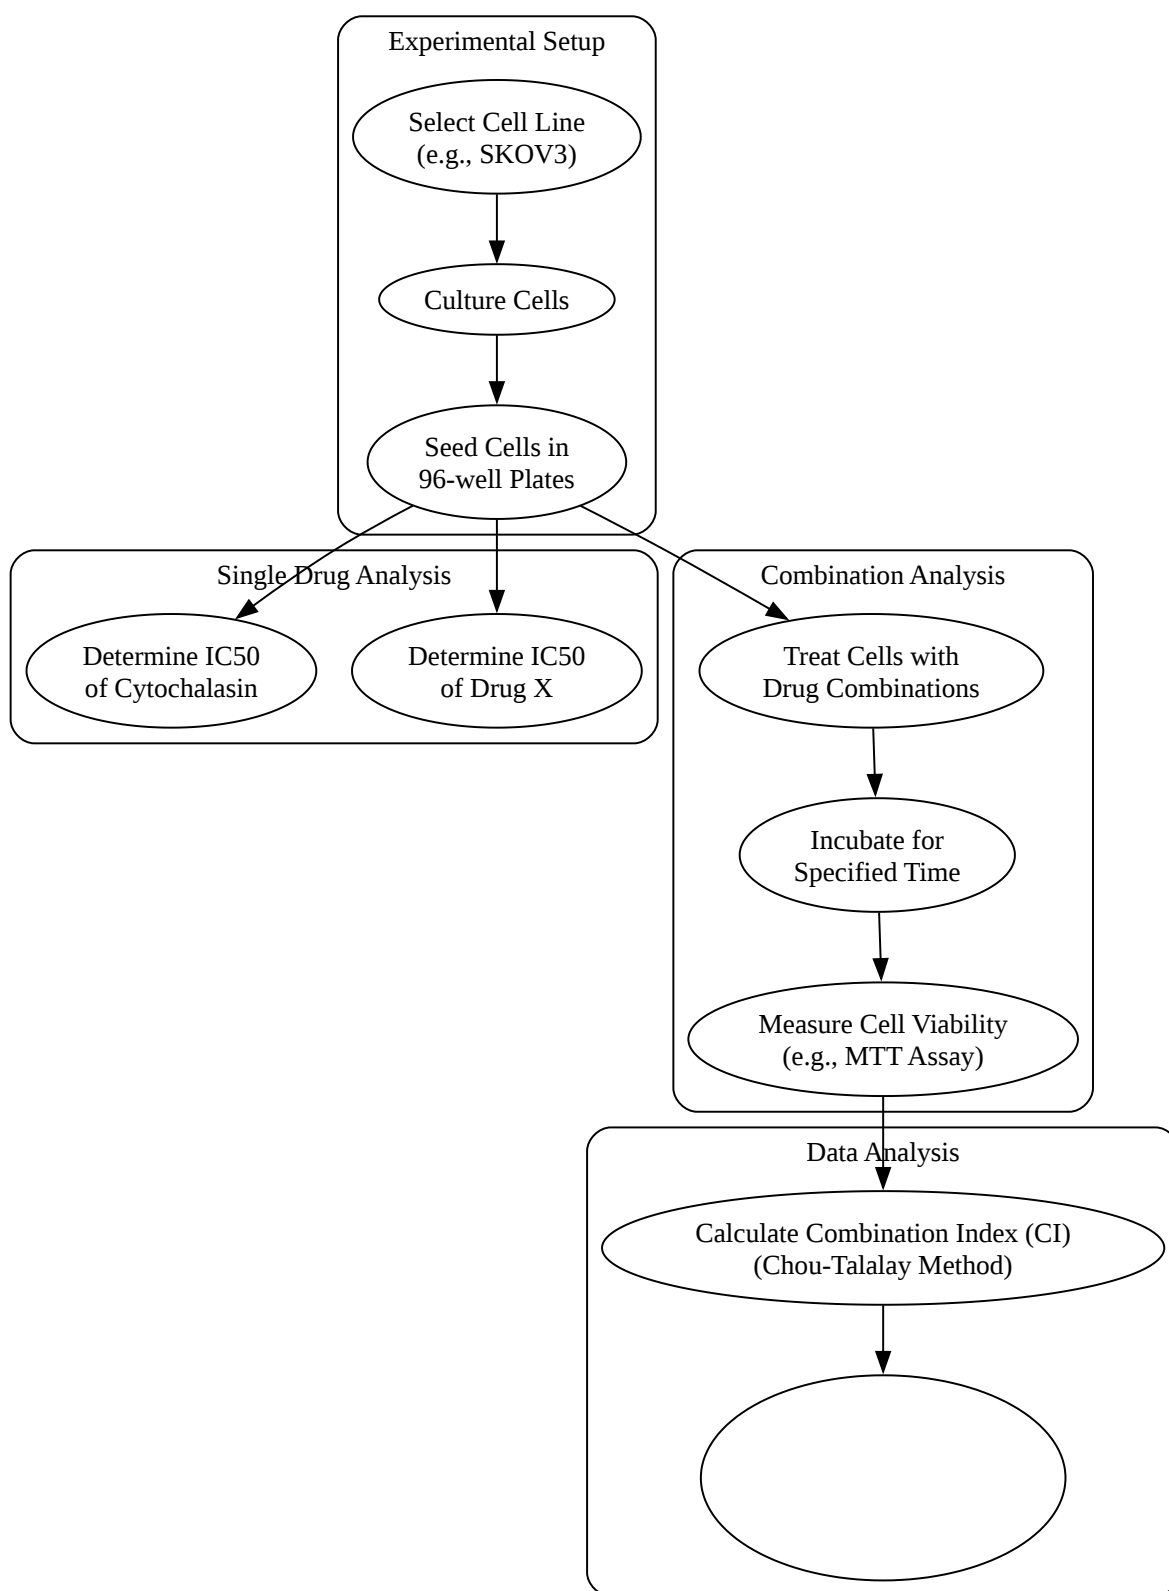 Experimental Setup
Select Cell Line
(e.g., SKOV3)
Culture Cells
Seed Cells in
96-well Plates
Single Drug Analysis
Determine IC50
of Cytochalasin
Determine IC50
of Drug X
Combination Analysis
Treat Cells with
Drug Combinations
Incubate for
Specified Time
Measure Cell Viability
(e.g., MTT Assay)
Data Analysis
Calculate Combination Index (CI)
(Chou-Talalay Method)